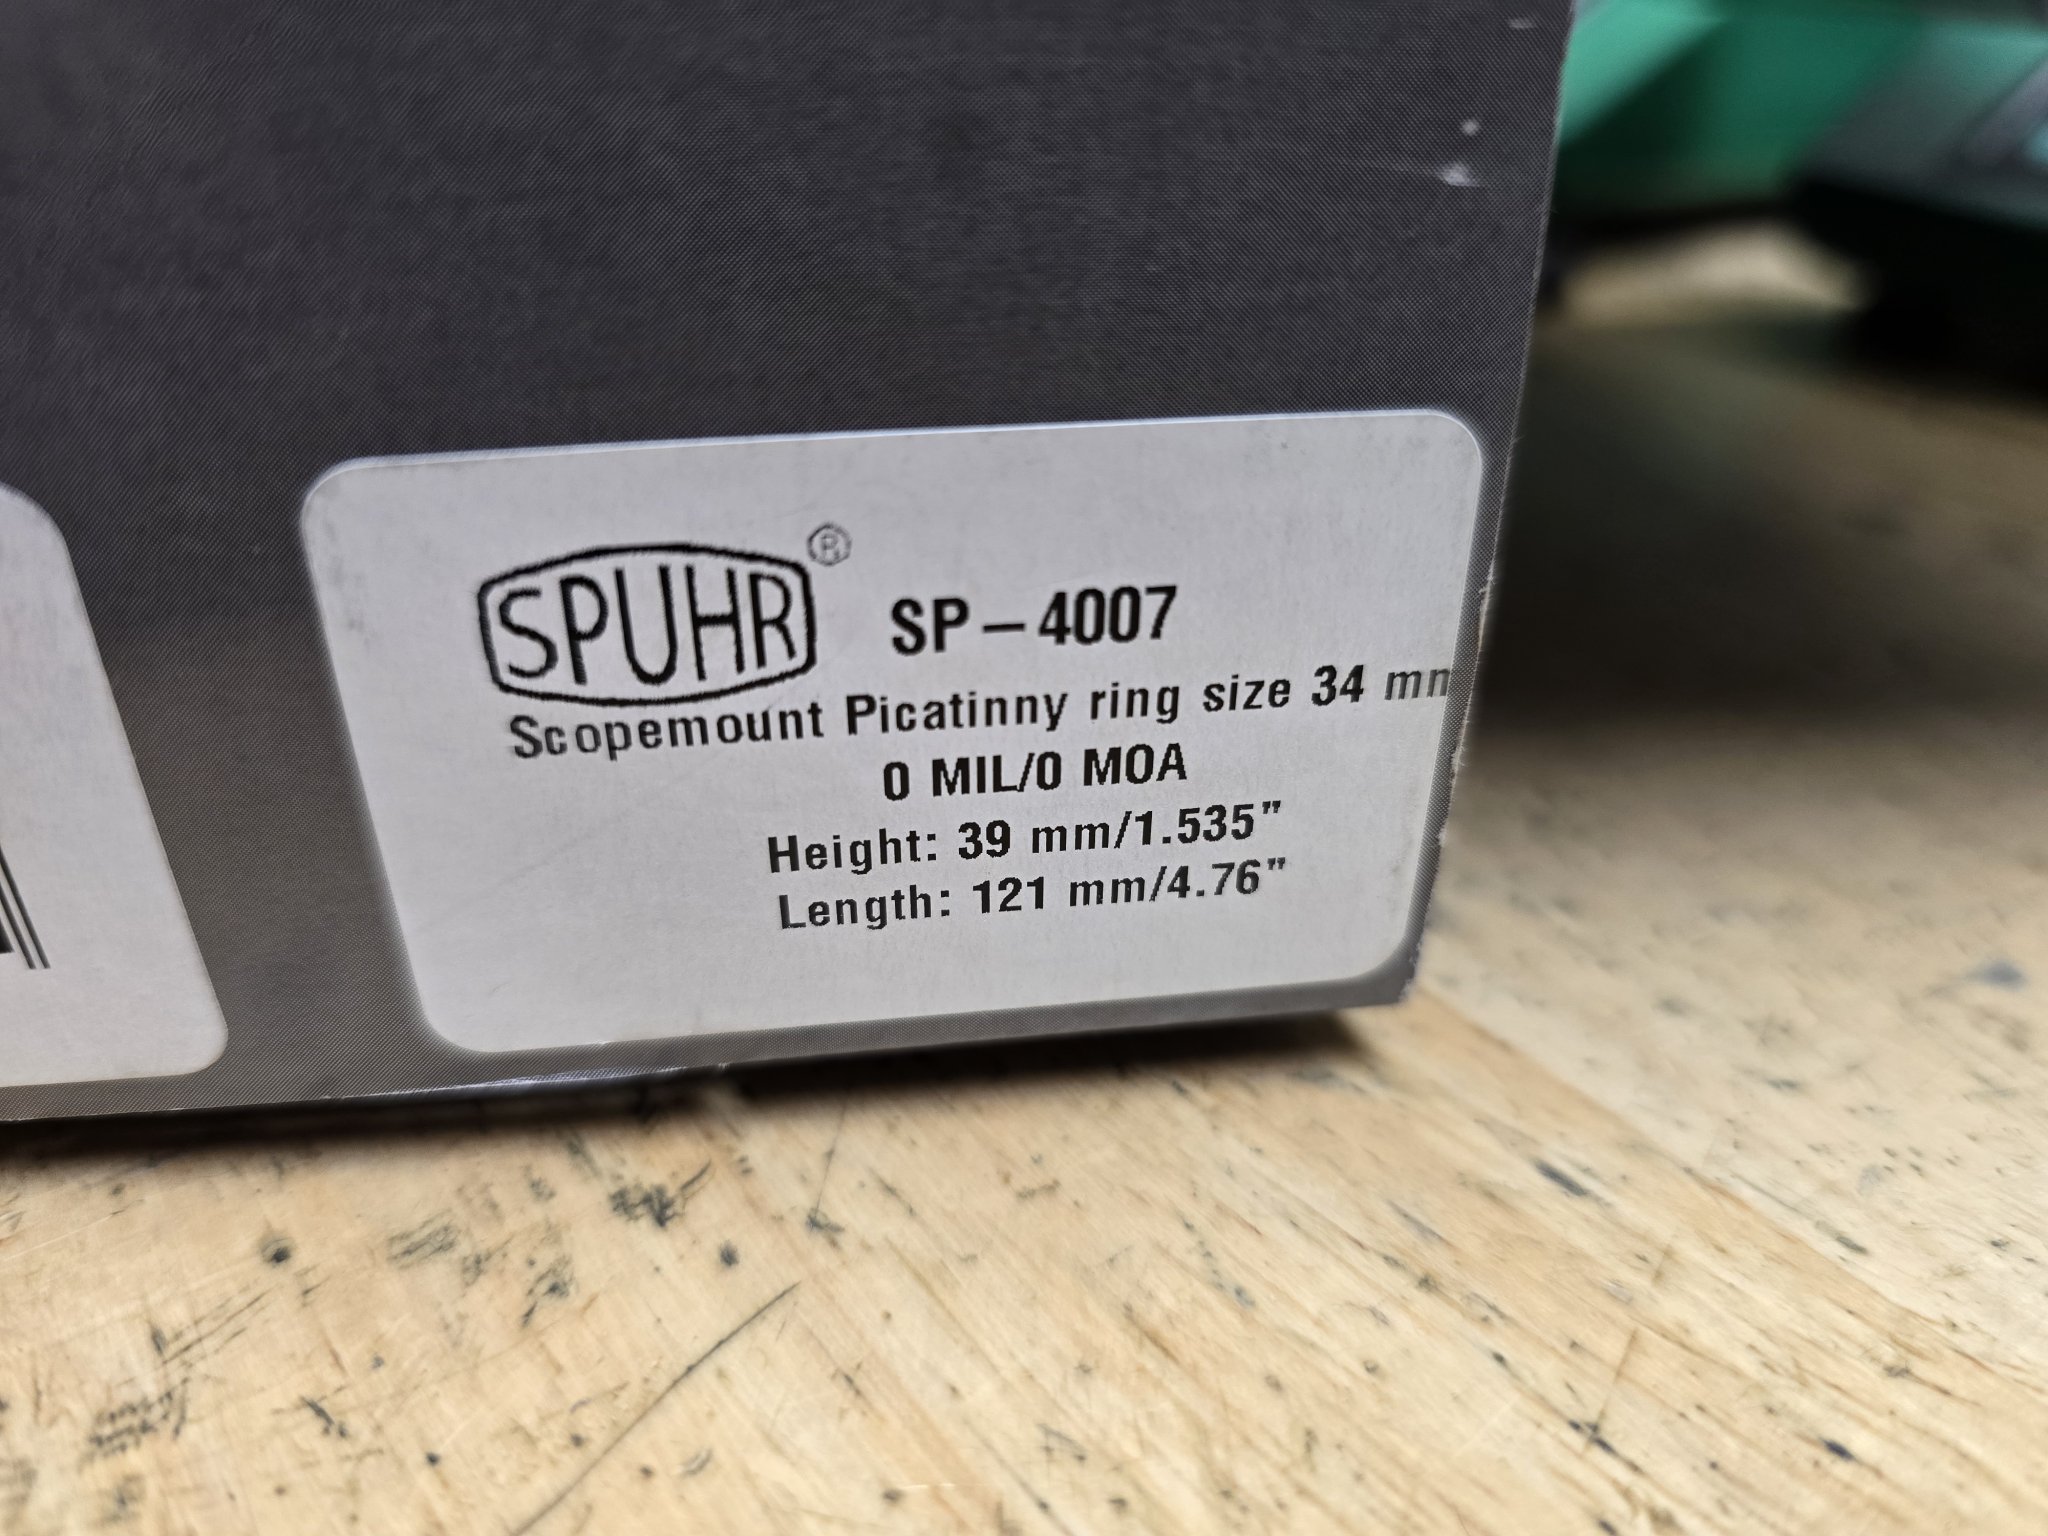 SPUHR® SP-4007
Scopemount Picatinny ring size 34 mm
0 MIL/0 MOA
Height: 39 mm/1.535"
Length: 121 mm/4.76"